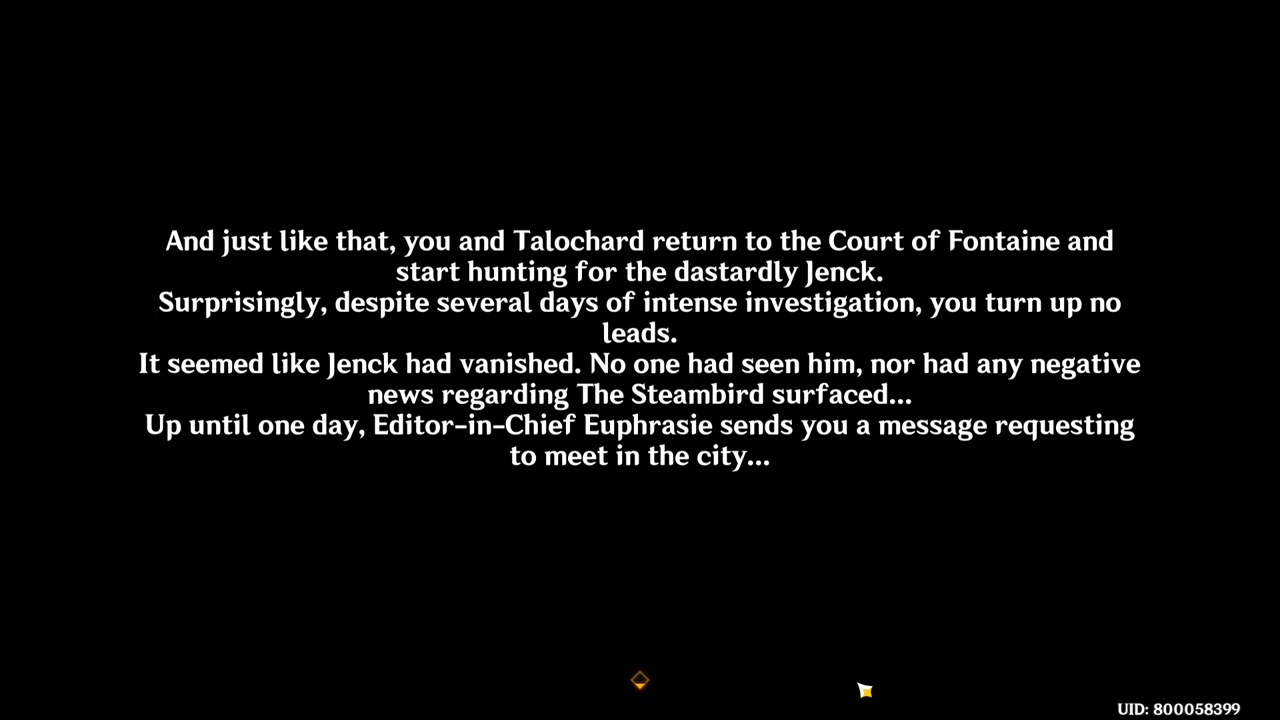 And just like that, you and Talochard return to the Court of Fontaine and
start hunting for the dastardly Jenck.
Surprisingly, despite several days of intense investigation, you turn up no
leads.
It seemed like Jenck had vanished. No one had seen him, nor had any negative
news regarding The Steambird surfaced...
Up until one day, Editor-in-Chief Euphrasie sends you a message requesting
to meet in the city...
UID: 800058399